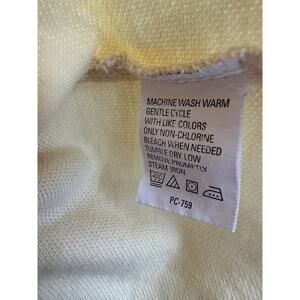 MACHINE WASH WARM
GENTLE CYCLE
WITH LIKE COLORS
ONLY NON-CHLORINE
BLEACH WHEN NEEDED
TUMBLE DRY LOW
REMOVE PROMPTLY
STEAM IRON
PC-759